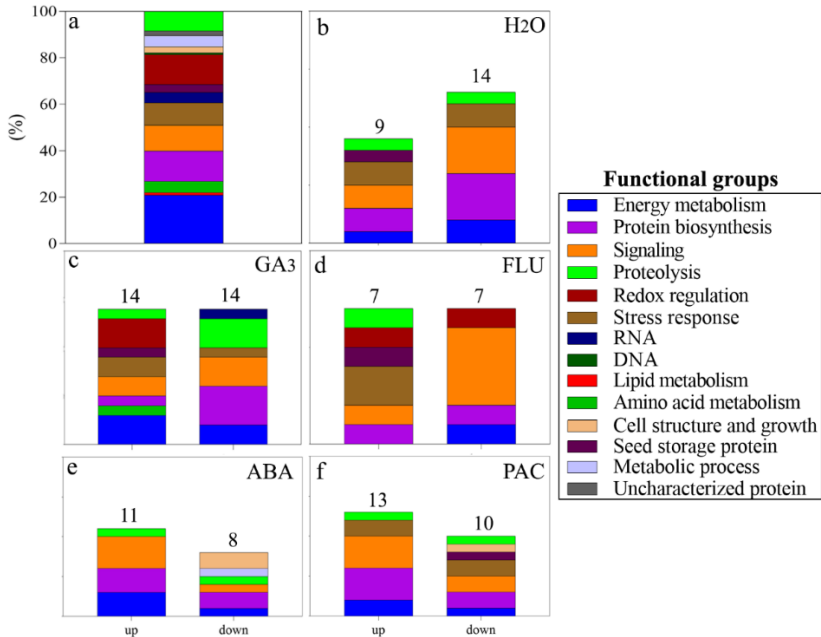 a
100
80
60
40
20
0
(%)
b
H2O
9
14
c
GA3
14
14
d
FLU
7
7
e
ABA
11
8
up
down
f
PAC
13
10
up
down
Functional groups
Energy metabolism
Protein biosynthesis
Signaling
Proteolysis
Redox regulation
Stress response
RNA
DNA
Lipid metabolism
Amino acid metabolism
Cell structure and growth
Seed storage protein
Metabolic process
Uncharacterized protein